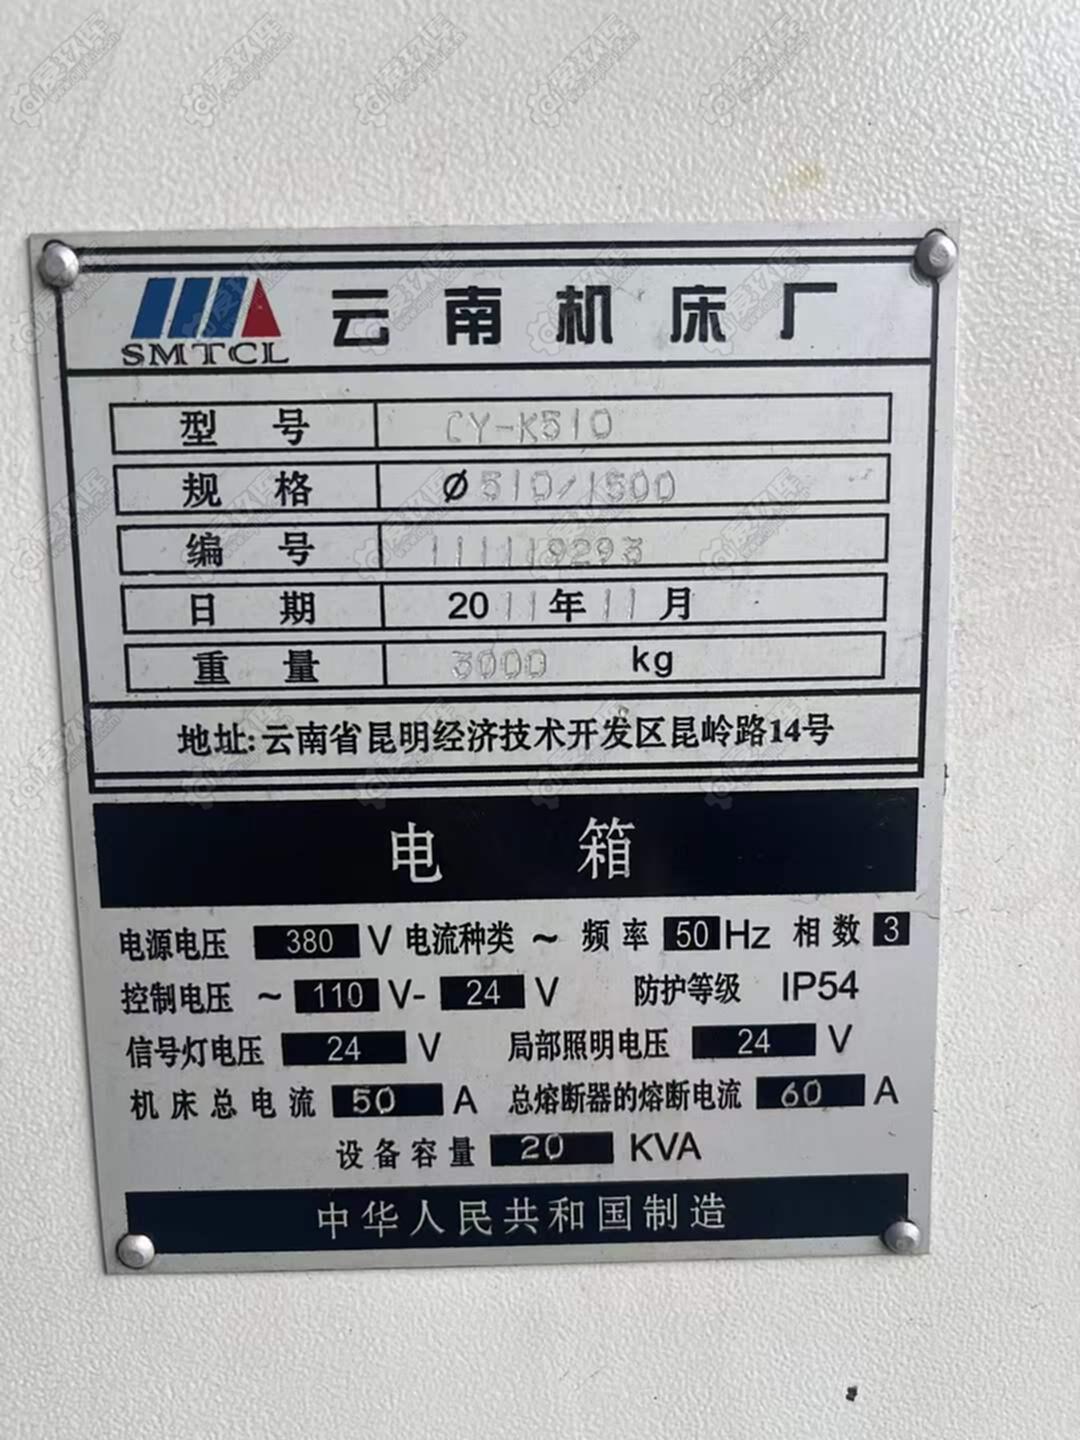 SMTCL 云南机床厂
型号 CY-K510
规格 Ø510/1500
编号 111119293
日期 2011年11月
重量 3000 kg
地址:云南省昆明经济技术开发区昆岭路14号
电箱
电源电压 380 V 电流种类 ~ 频率 50 Hz 相数 3
控制电压 ~ 110 V- 24 V 防护等级 IP54
信号灯电压 24 V 局部照明电压 24 V
机床总电流 50 A 总熔断器的熔断电流 60 A
设备容量 20 KVA
中华人民共和国制造